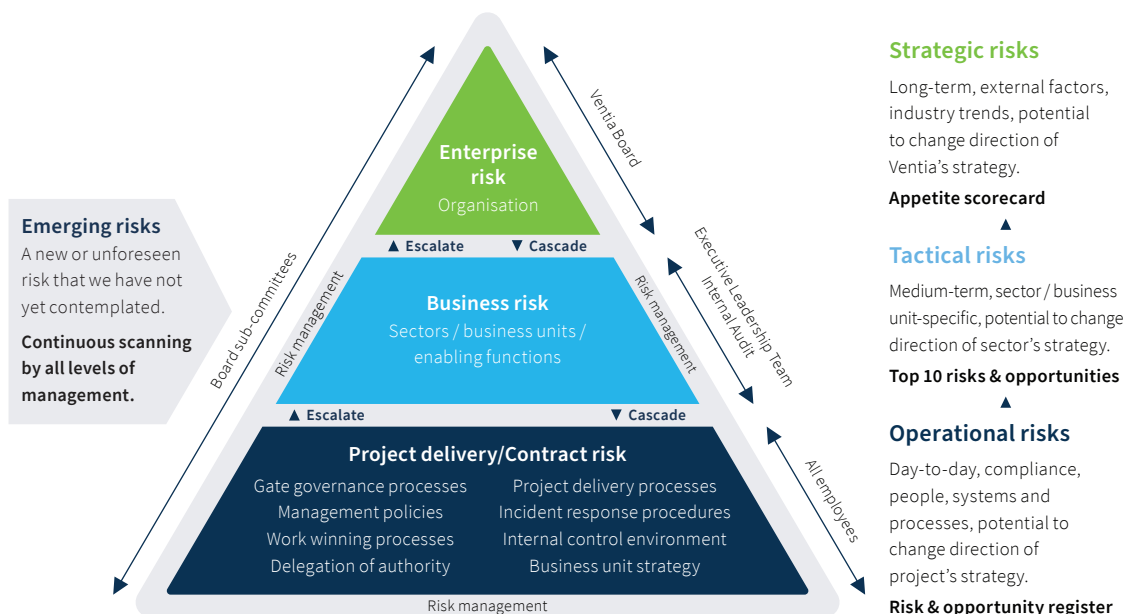 Emerging risks
A new or unforeseen
risk that we have not
yet contemplated.
Continuous scanning
by all levels of
management.
Board sub-committees
Risk management
Enterprise
risk
Organisation
▲ Escalate
▼ Cascade
Business risk
Sectors / business units /
enabling functions
▲ Escalate
▼ Cascade
Project delivery/Contract risk
Gate governance processes
Management policies
Work winning processes
Delegation of authority
Project delivery processes
Incident response procedures
Internal control environment
Business unit strategy
Risk management
Risk management
Ventia Board
Executive Leadership Team
Internal Audit
All employees
Strategic risks
Long-term, external factors,
industry trends, potential
to change direction of
Ventia’s strategy.
Appetite scorecard
▲
Tactical risks
Medium-term, sector / business
unit-specific, potential to change
direction of sector’s strategy.
Top 10 risks & opportunities
▲
Operational risks
Day-to-day, compliance,
people, systems and
processes, potential to
change direction of
project’s strategy.
Risk & opportunity register